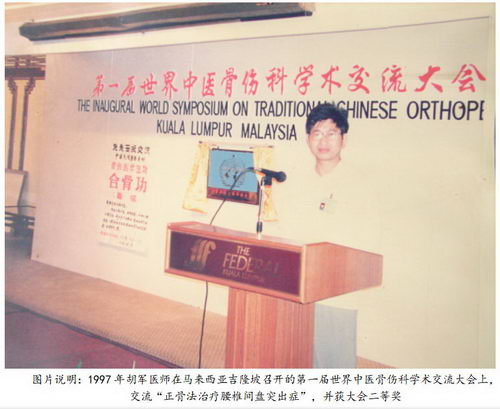 第一届世界中医骨伤科学术交流大会
THE INAUGURAL WORLD SYMPOSIUM ON TRADITIONAL CHINESE ORTHOPE
KUALA LUMPUR MALAYSIA
合骨功
THE
FEDERAL
KUALA LUMPUR
图片说明：1997年胡军医师在马来西亚吉隆坡召开的第一届世界中医骨伤科学术交流大会上，
交流“正骨法治疗腰椎间盘突出症”，并获大会二等奖